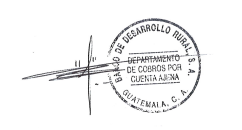 BANCO DE DESARROLLO RURAL, S. A.
DEPARTAMENTO
DE COBROS POR
CUENTA AJENA
GUATEMALA, C. A.